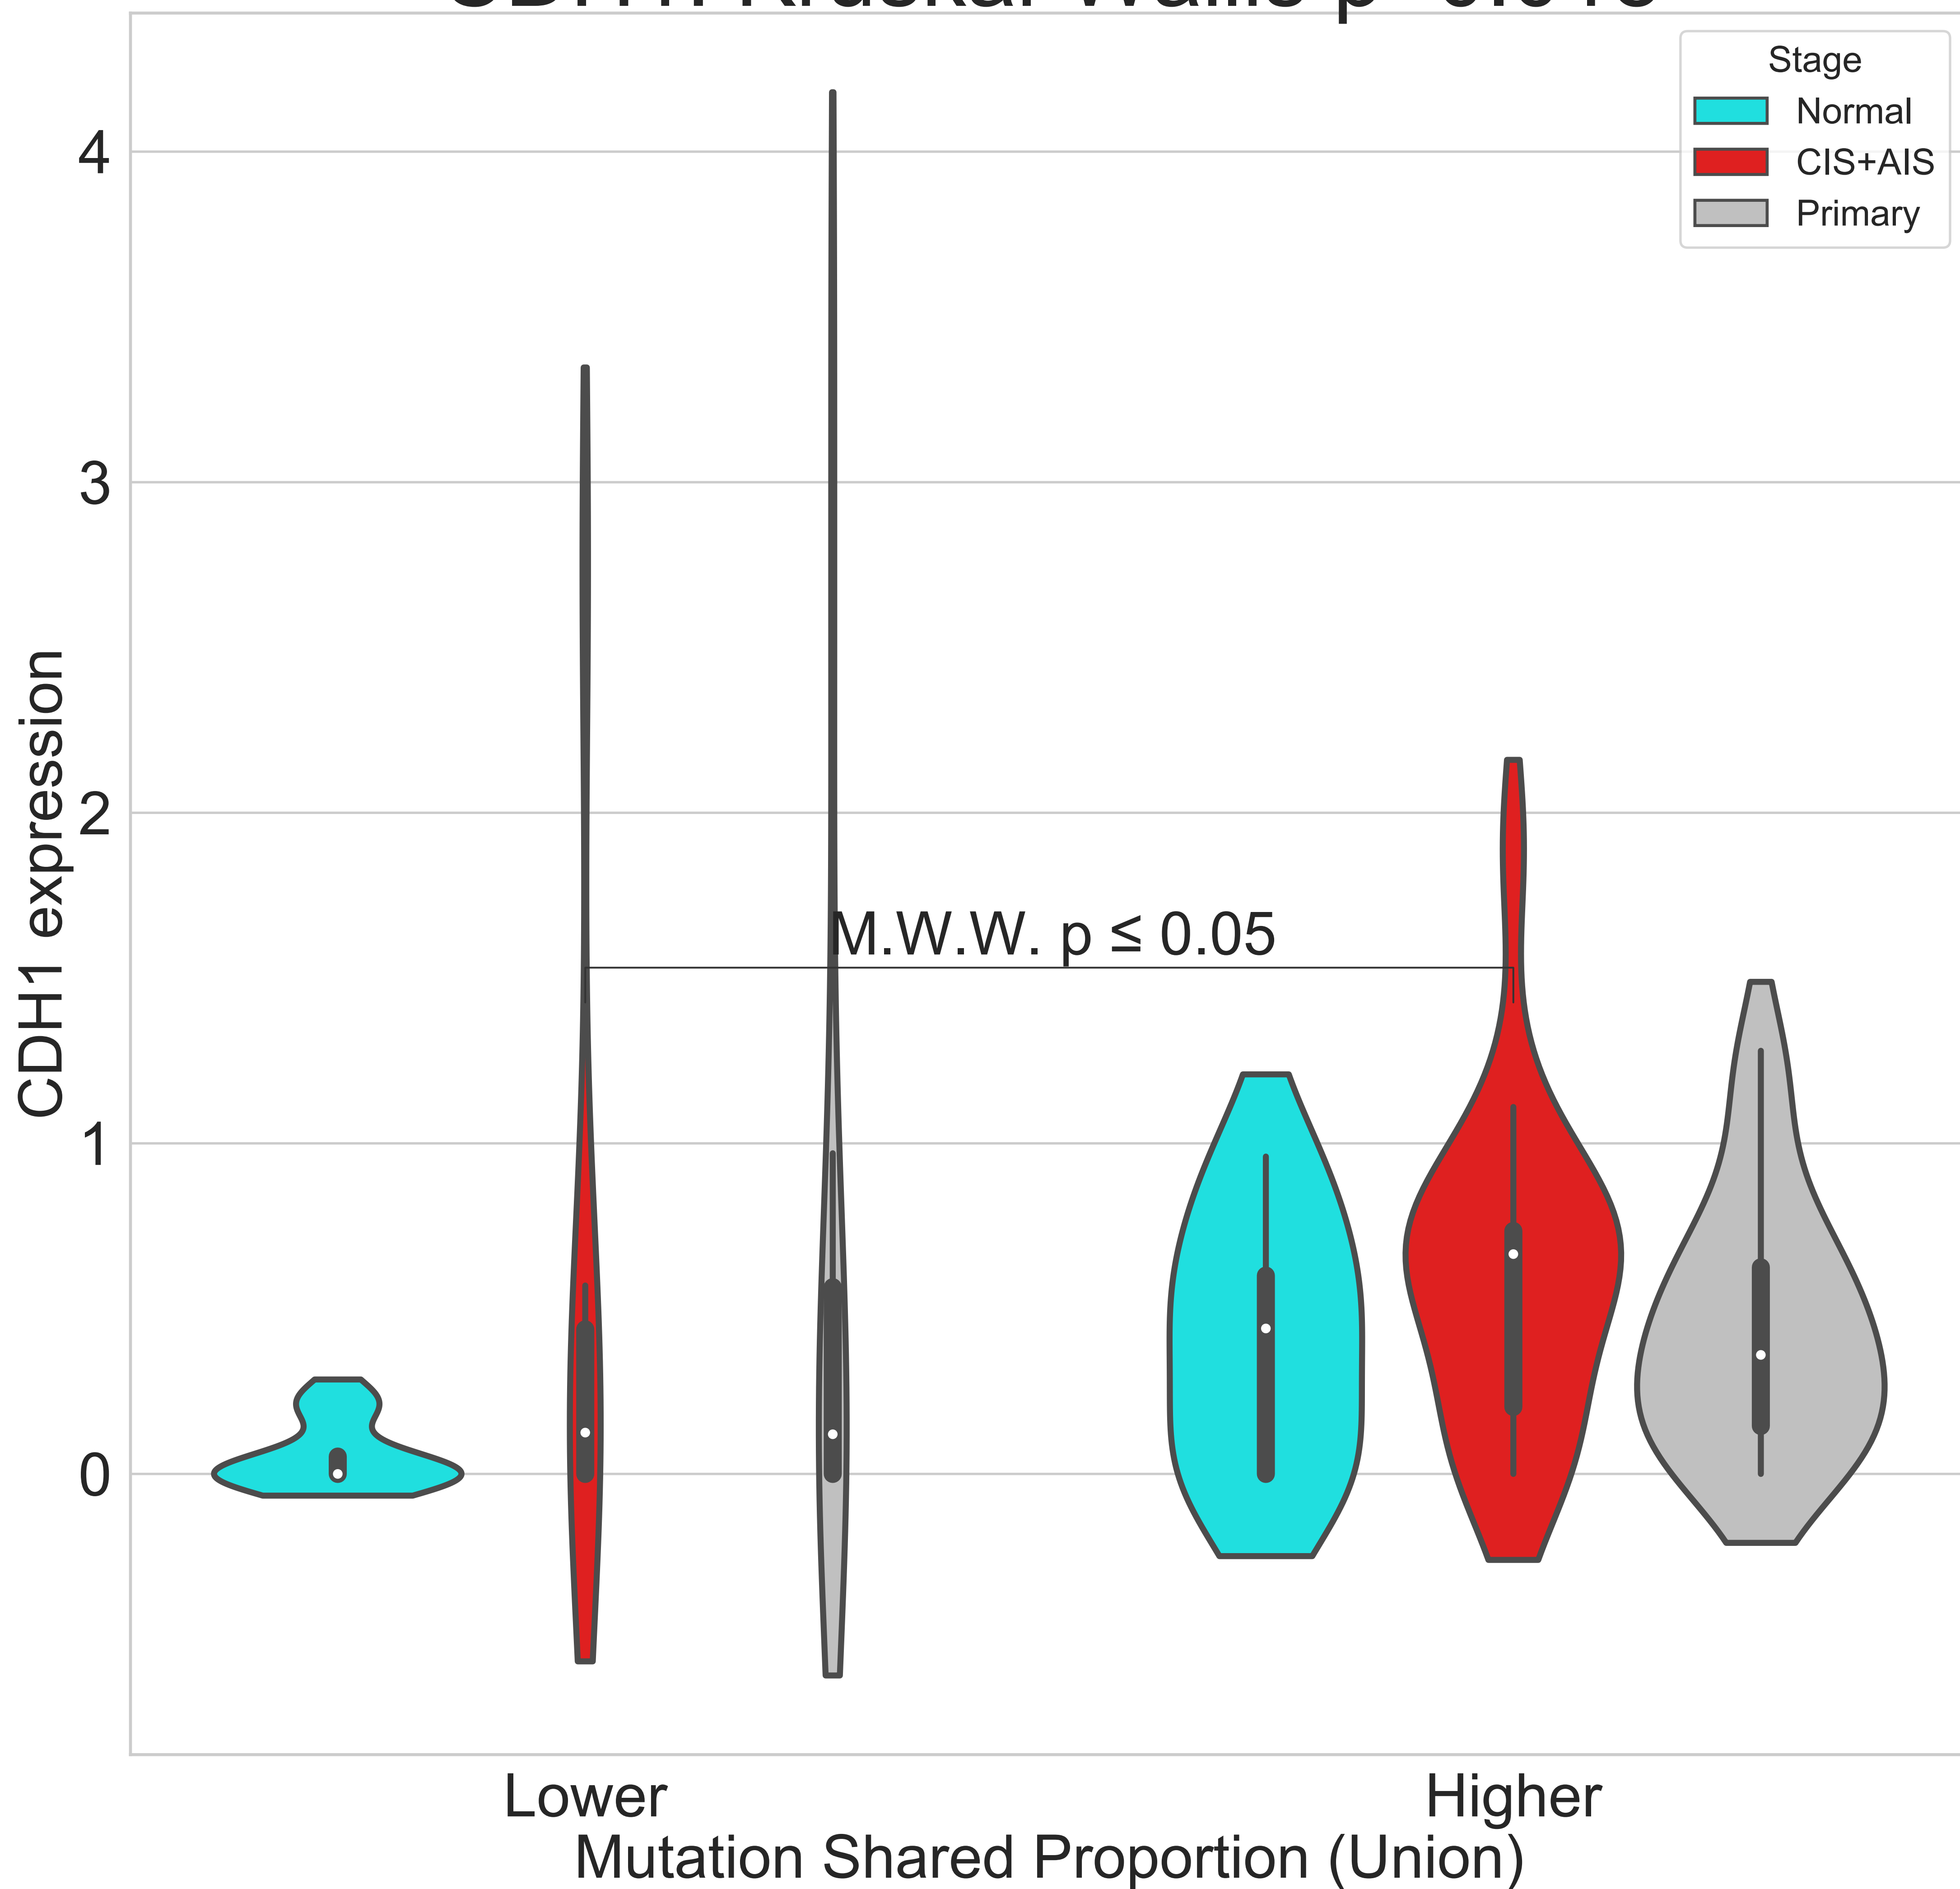 Stage
Normal
CIS+AIS
Primary
4
3
2
1
0
CDH1 expression
M.W.W. p ≤ 0.05
Lower
Higher
Mutation Shared Proportion (Union)